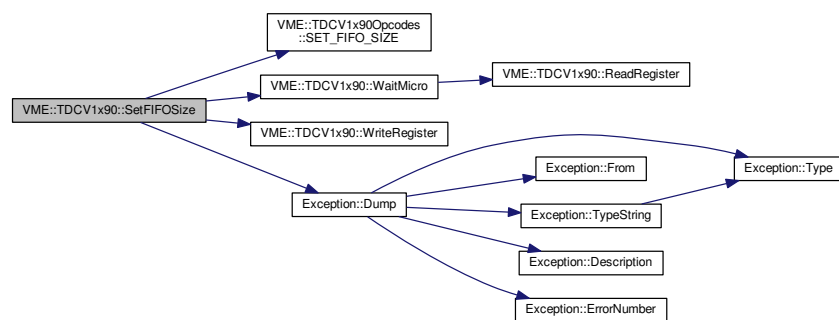 VME::TDCV1x90Opcodes
::SET_FIFO_SIZE
VME::TDCV1x90::WaitMicro
VME::TDCV1x90::ReadRegister
VME::TDCV1x90::SetFIFOSize
VME::TDCV1x90::WriteRegister
Exception::From
Exception::Type
Exception::Dump
Exception::TypeString
Exception::Description
Exception::ErrorNumber